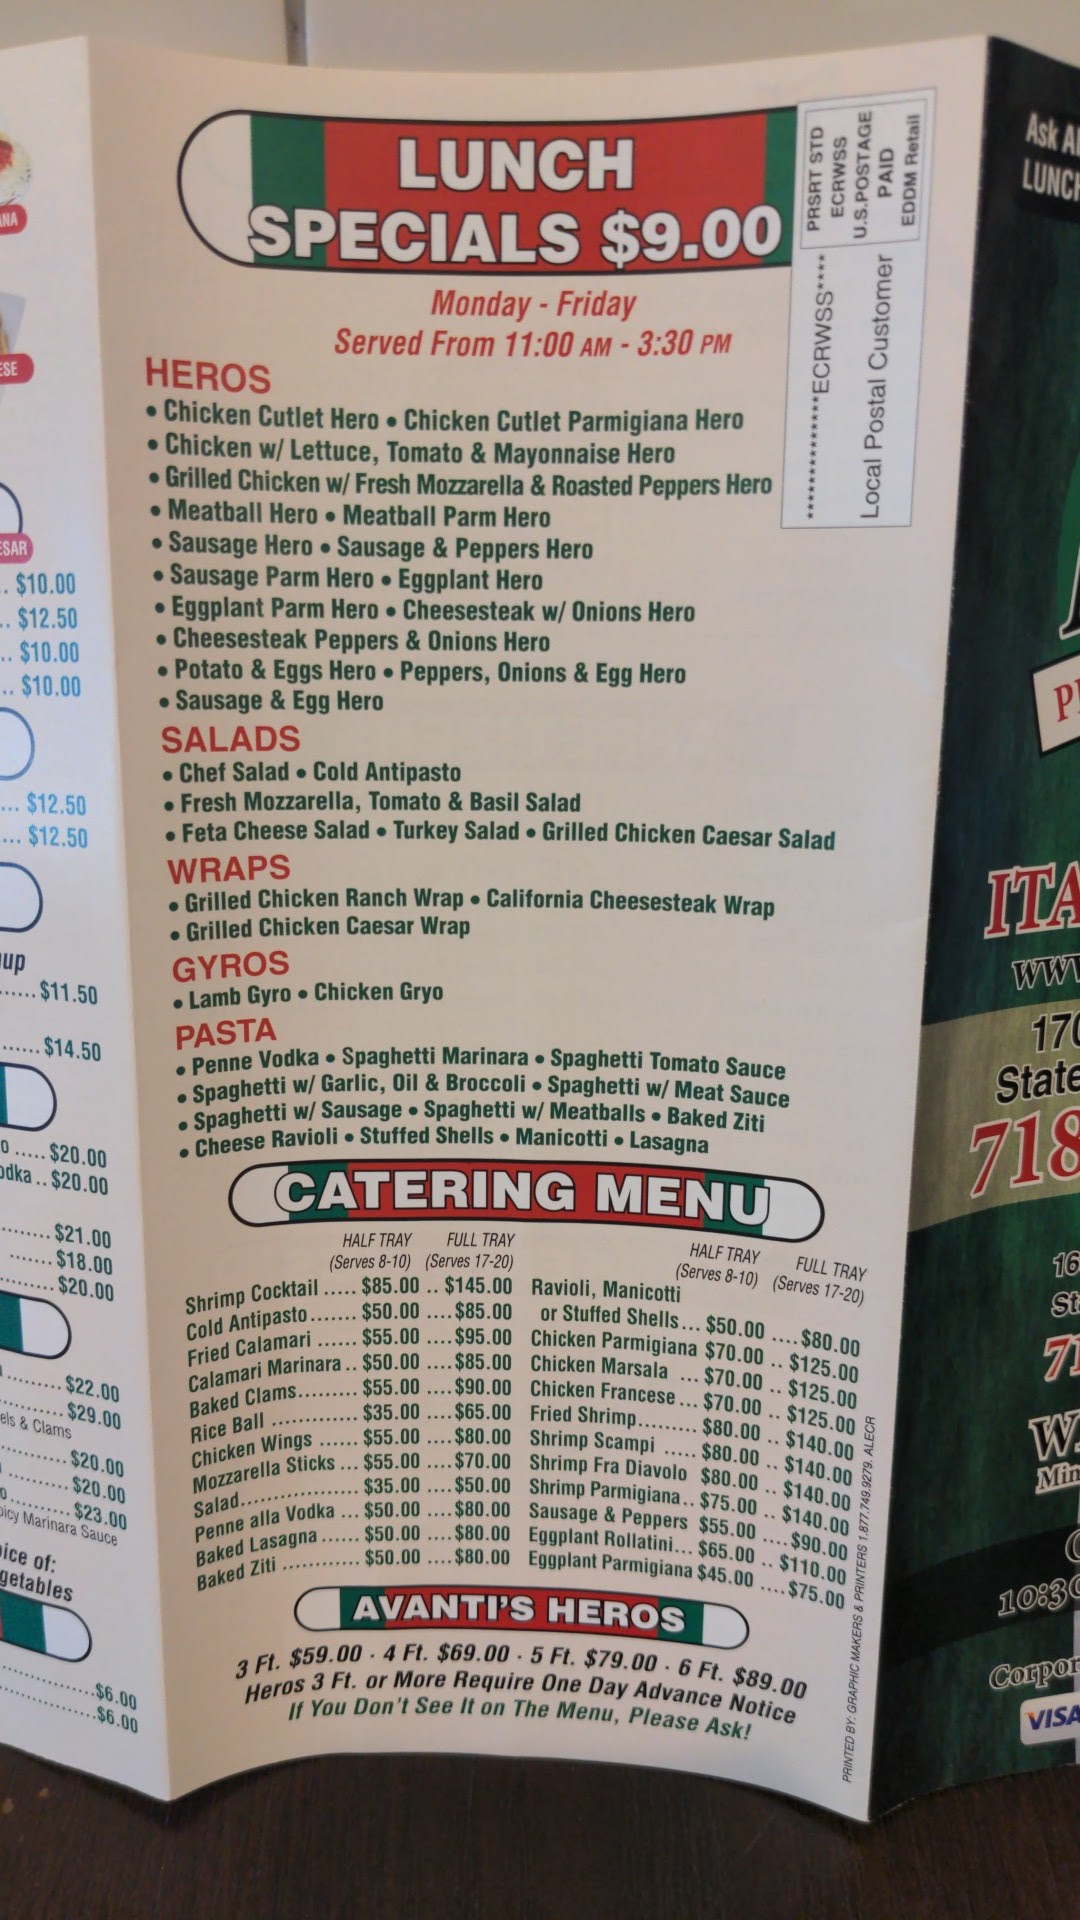 LUNCH
SPECIALS $9.00
PRSRT STD
ECRWSS
U.S.POSTAGE
PAID
EDDM Retail
***************ECRWSS****
Local Postal Customer
Monday - Friday
Served From 11:00 AM - 3:30 PM
HEROS
• Chicken Cutlet Hero • Chicken Cutlet Parmigiana Hero
• Chicken w/ Lettuce, Tomato & Mayonnaise Hero
• Grilled Chicken w/ Fresh Mozzarella & Roasted Peppers Hero
• Meatball Hero • Meatball Parm Hero
• Sausage Hero • Sausage & Peppers Hero
• Sausage Parm Hero • Eggplant Hero
• Eggplant Parm Hero • Cheesesteak w/ Onions Hero
• Cheesesteak Peppers & Onions Hero
• Potato & Eggs Hero • Peppers, Onions & Egg Hero
• Sausage & Egg Hero
SALADS
• Chef Salad • Cold Antipasto
• Fresh Mozzarella, Tomato & Basil Salad
• Feta Cheese Salad • Turkey Salad • Grilled Chicken Caesar Salad
WRAPS
• Grilled Chicken Ranch Wrap • California Cheesesteak Wrap
• Grilled Chicken Caesar Wrap
GYROS
• Lamb Gyro • Chicken Gryo
PASTA
• Penne Vodka • Spaghetti Marinara • Spaghetti Tomato Sauce
• Spaghetti w/ Garlic, Oil & Broccoli • Spaghetti w/ Meat Sauce
• Spaghetti w/ Sausage • Spaghetti w/ Meatballs • Baked Ziti
• Cheese Ravioli • Stuffed Shells • Manicotti • Lasagna
CATERING MENU
HALF TRAY FULL TRAY
(Serves 8-10) (Serves 17-20)
Shrimp Cocktail ..... $85.00 .. $145.00
Cold Antipasto....... $50.00 ....$85.00
Fried Calamari ...... $55.00 ....$95.00
Calamari Marinara .. $50.00 ....$85.00
Baked Clams......... $55.00 ....$90.00
Rice Ball ............ $35.00 ....$65.00
Chicken Wings ...... $55.00 ....$80.00
Mozzarella Sticks ... $55.00 ....$70.00
Salad................. $35.00 ....$50.00
Penne alla Vodka ... $50.00 ....$80.00
Baked Lasagna ...... $50.00 ....$80.00
Baked Ziti ........... $50.00 ....$80.00
HALF TRAY FULL TRAY
(Serves 8-10) (Serves 17-20)
Ravioli, Manicotti
or Stuffed Shells... $50.00 .... $80.00
Chicken Parmigiana $70.00 .. $125.00
Chicken Marsala ... $70.00 .. $125.00
Chicken Francese ... $70.00 .. $125.00
Fried Shrimp....... $80.00 .. $140.00
Shrimp Scampi ..... $80.00 .. $140.00
Shrimp Fra Diavolo $80.00 .. $140.00
Shrimp Parmigiana.. $75.00 .. $140.00
Sausage & Peppers $55.00 .... $90.00
Eggplant Rollatini... $65.00 .. $110.00
Eggplant Parmigiana $45.00 ....$75.00
AVANTI'S HEROS
3 Ft. $59.00 · 4 Ft. $69.00 · 5 Ft. $79.00 · 6 Ft. $89.00
Heros 3 Ft. or More Require One Day Advance Notice
If You Don't See It on The Menu, Please Ask!
PRINTED BY: GRAPHIC MAKERS & PRINTERS 1.877.749.9279. ALECR
.. $10.00
.. $12.50
.. $10.00
.. $10.00
... $12.50
... $12.50
...... $11.50
...... $14.50
..... $20.00
.. $20.00
........ $21.00
....... $18.00
........ $20.00
......... $22.00
........ $29.00
els & Clams
........ $20.00
......... $20.00
.......... $23.00
Marinara Sauce
of:
......$6.00
......$6.00
Ask
LUNCH
ITA
WWW
170
State
718
16
St
71
Min
10:30
Corpor
VISA